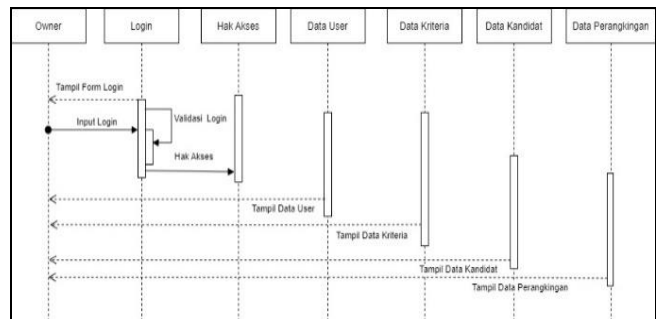 Owner
Login
Hak Akses
Data User
Data Kriteria
Data Kandidat
Data Perangkingan
Tampil Form Login
Input Login
Validasi Login
Hak Akses
Tampil Data User
Tampil Data Kriteria
Tampil Data Kandidat
Tampil Data Perangkingan